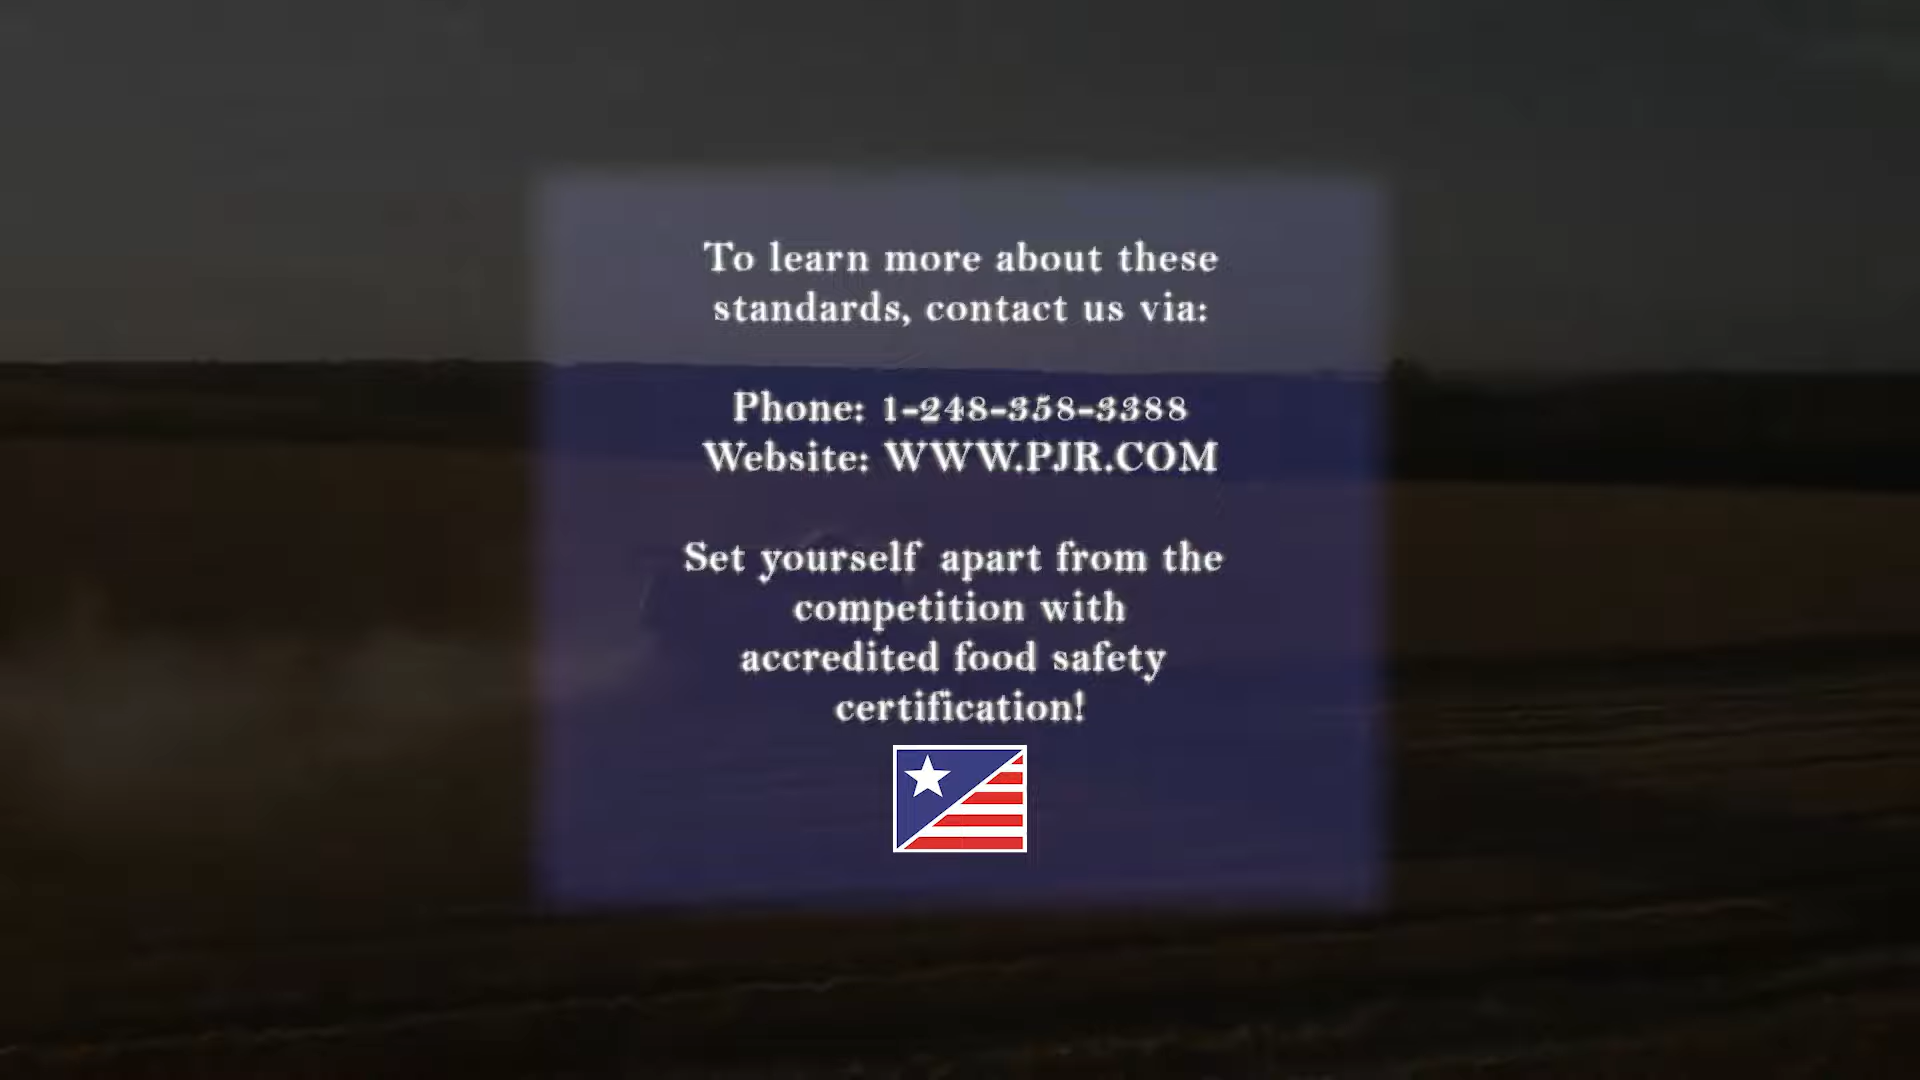 To learn more about these
standards, contact us via:
Phone: 1-248-358-3388
Website: WWW.PJR.COM
Set yourself apart from the
competition with
accredited food safety
certification!